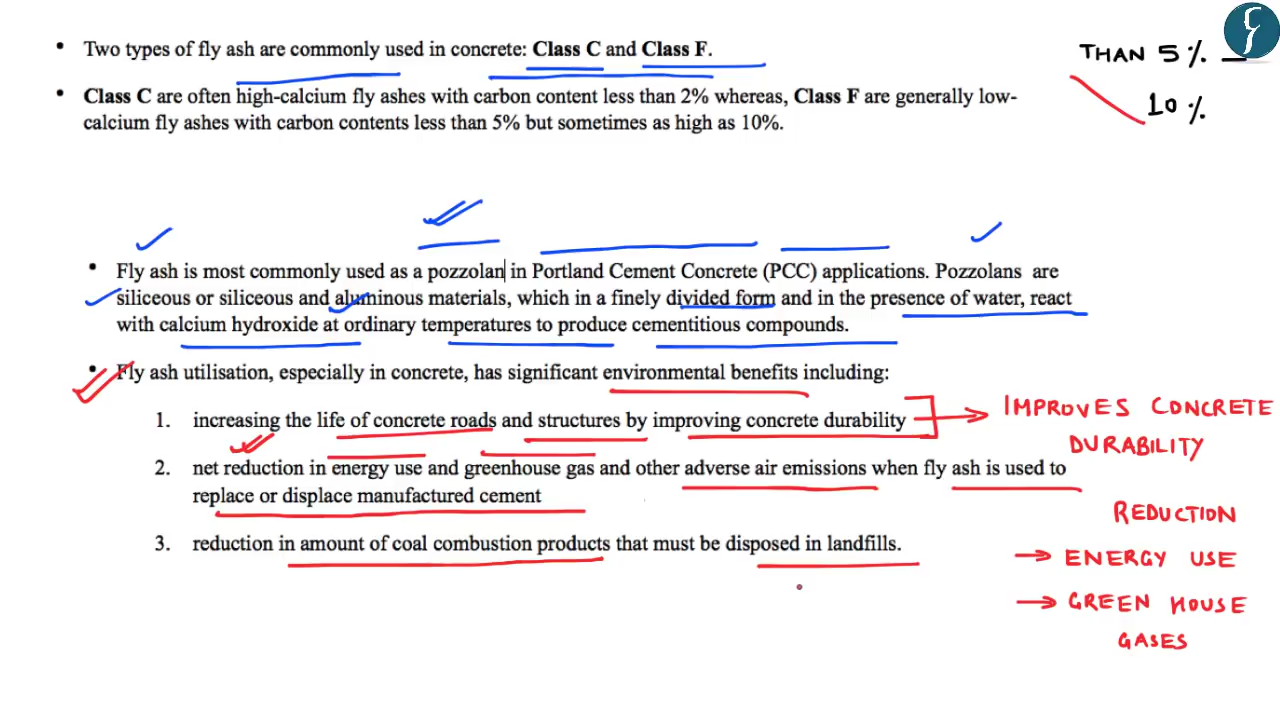 • Two types of fly ash are commonly used in concrete: Class C and Class F.
THAN 5%
• Class C are often high-calcium fly ashes with carbon content less than 2% whereas, Class F are generally low-
calcium fly ashes with carbon contents less than 5% but sometimes as high as 10%.
10%
• Fly ash is most commonly used as a pozzolan in Portland Cement Concrete (PCC) applications. Pozzolans are
siliceous or siliceous and aluminous materials, which in a finely divided form and in the presence of water, react
with calcium hydroxide at ordinary temperatures to produce cementitious compounds.
• Fly ash utilisation, especially in concrete, has significant environmental benefits including:
1. increasing the life of concrete roads and structures by improving concrete durability
IMPROVES CONCRETE
DURABILITY
2. net reduction in energy use and greenhouse gas and other adverse air emissions when fly ash is used to
replace or displace manufactured cement
3. reduction in amount of coal combustion products that must be disposed in landfills.
REDUCTION
→ ENERGY USE
→ GREEN HOUSE
GASES